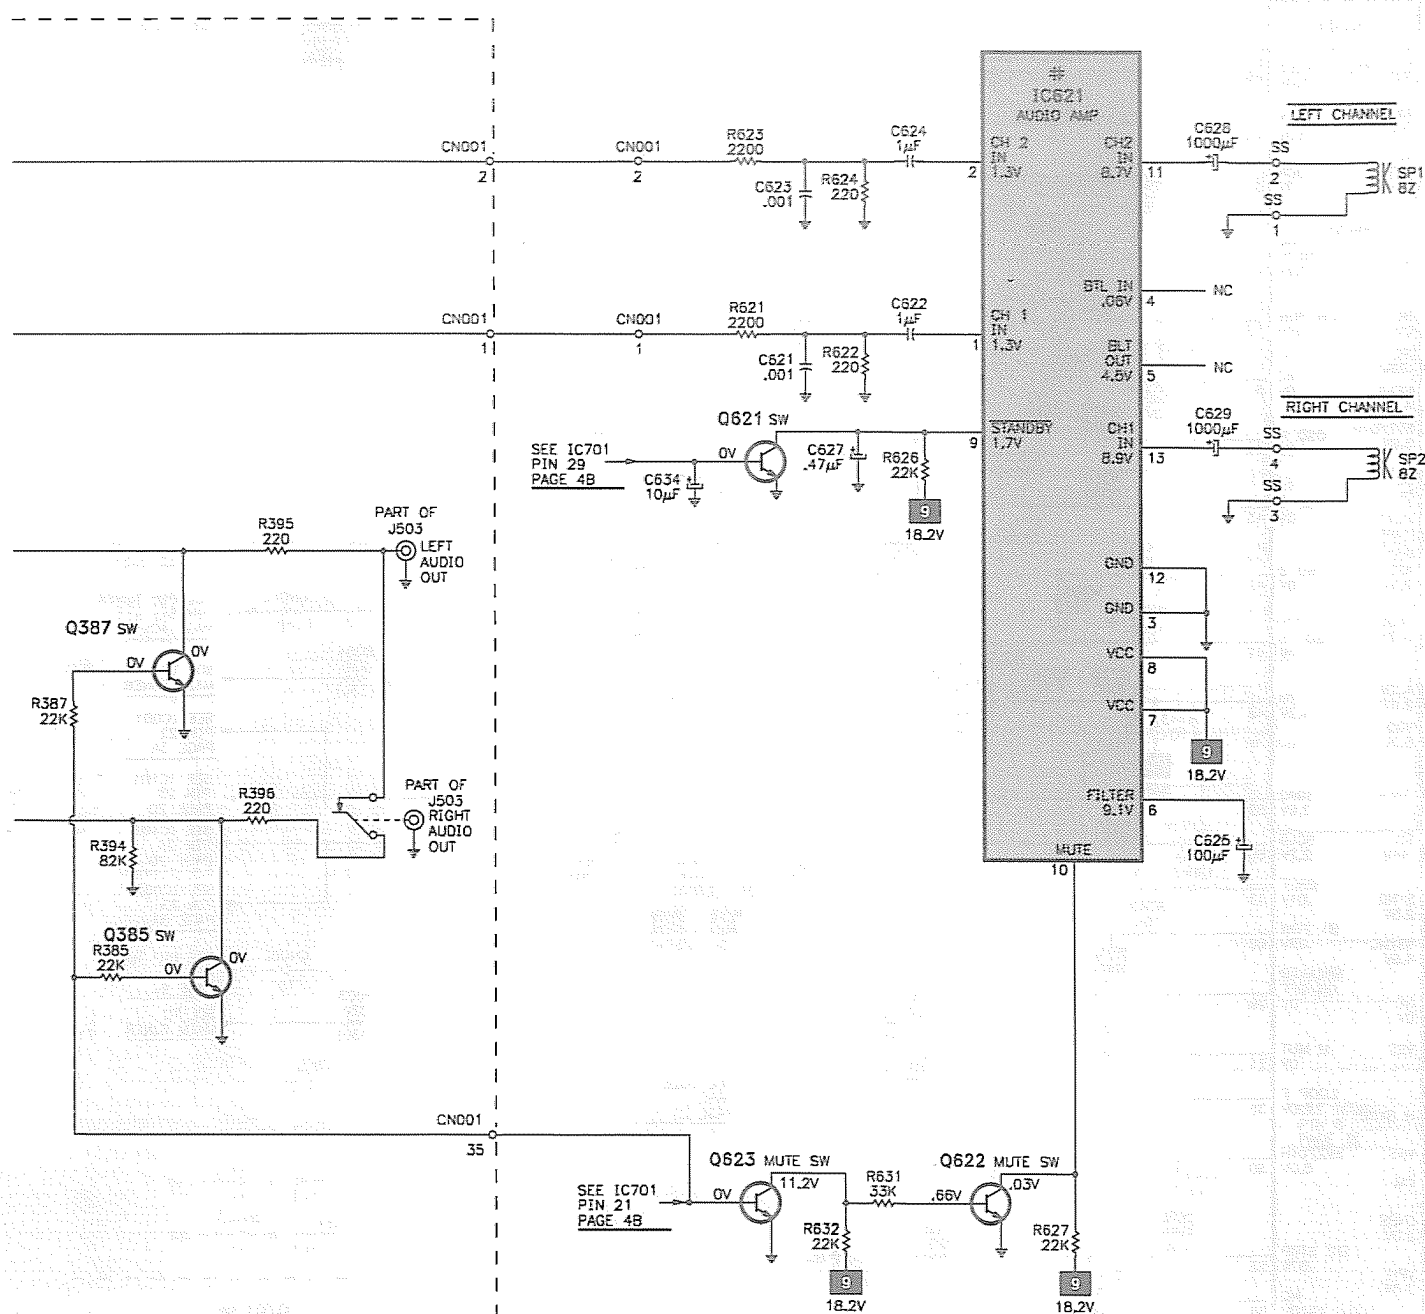 #
IC621
AUDIO AMP
CH 2
IN
1.3V
2
CH2
IN
8.7V
11
CH 1
IN
1.3V
1
BTL IN
.06V
4
NC
BLT
OUT
4.5V
5
NC
STANDBY
1.7V
9
CH1
IN
8.9V
13
GND
12
GND
3
VCC
8
VCC
7
9
18.2V
FILTER
9.1V
6
C625
100µF
+
MUTE
10
LEFT CHANNEL
C628
1000µF
+
SS
2
SS
1
SP1
8Z
RIGHT CHANNEL
C629
1000µF
+
SS
4
SS
3
SP2
8Z
CN001
2
CN001
2
R623
2200
C623
.001
R624
220
C624
1µF
CN001
1
CN001
1
R621
2200
C621
.001
R622
220
C622
1µF
Q621 SW
0V
SEE IC701
PIN 29
PAGE 4B
C634
10µF
+
C627
.47µF
+
R626
22K
9
18.2V
R395
220
PART OF
J503
LEFT
AUDIO
OUT
Q387 SW
0V
0V
R387
22K
R396
220
PART OF
J503
RIGHT
AUDIO
OUT
R394
82K
Q385 SW
R385
22K
0V
0V
CN001
35
SEE IC701
PIN 21
PAGE 4B
Q623 MUTE SW
0V
11.2V
R632
22K
9
18.2V
R631
33K
Q622 MUTE SW
.66V
.03V
R627
22K
9
18.2V